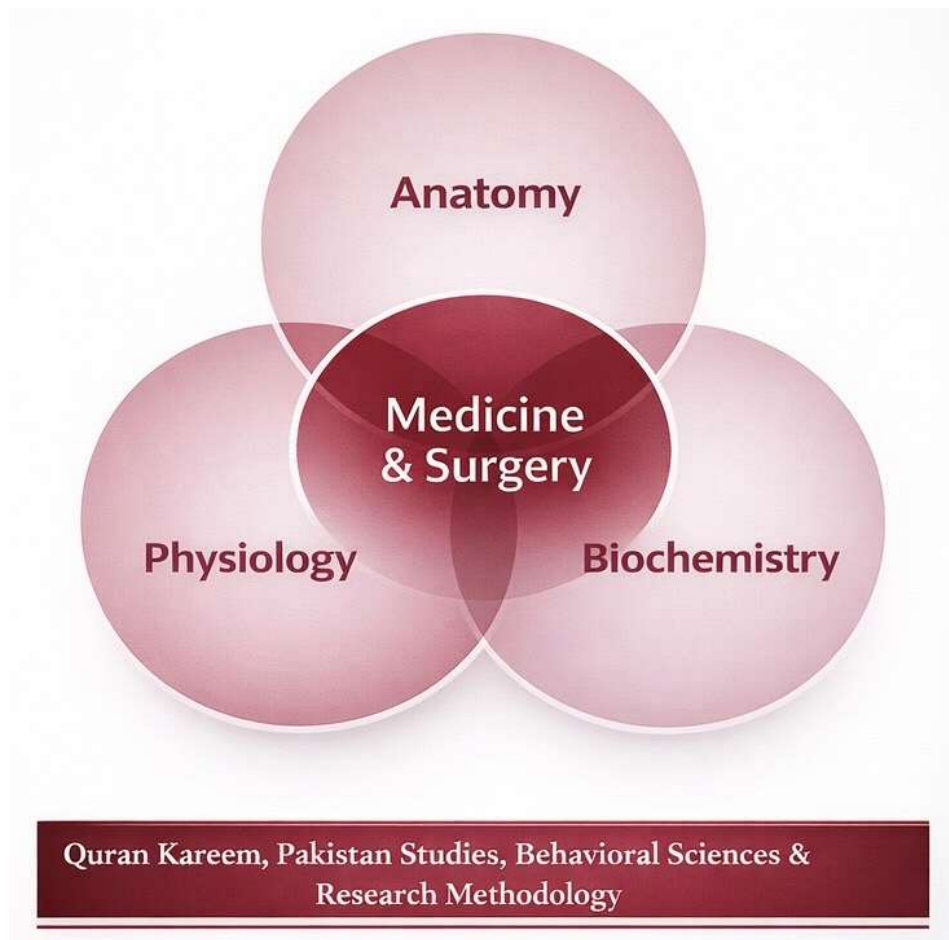 Anatomy
Medicine
& Surgery
Physiology
Biochemistry
Quran Kareem, Pakistan Studies, Behavioral Sciences &
Research Methodology